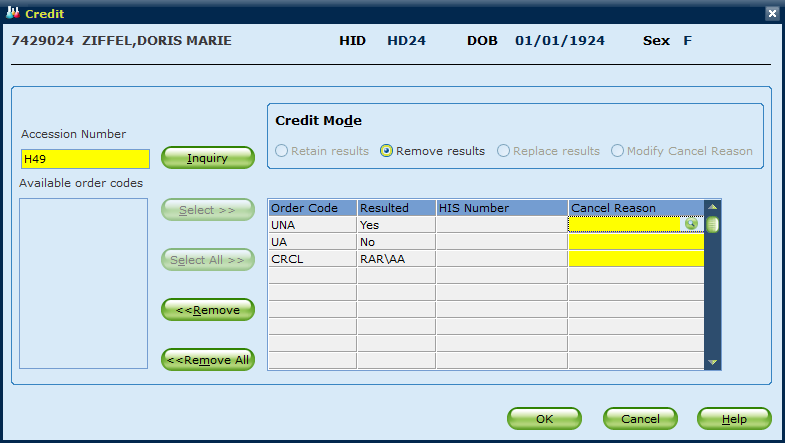 Credit
7429024 ZIFFEL,DORIS MARIE HID HD24 DOB 01/01/1924 Sex F
Credit Mode
Accession Number
H49 Inquiry
Retain results Remove results Replace results Modify Cancel Reason
Available order codes
Select >>
Select All >>
<<Remove
<<Remove All
Order Code Resulted HIS Number Cancel Reason
UNA Yes
UA No
CRCL RAR\AA
OK Cancel Help